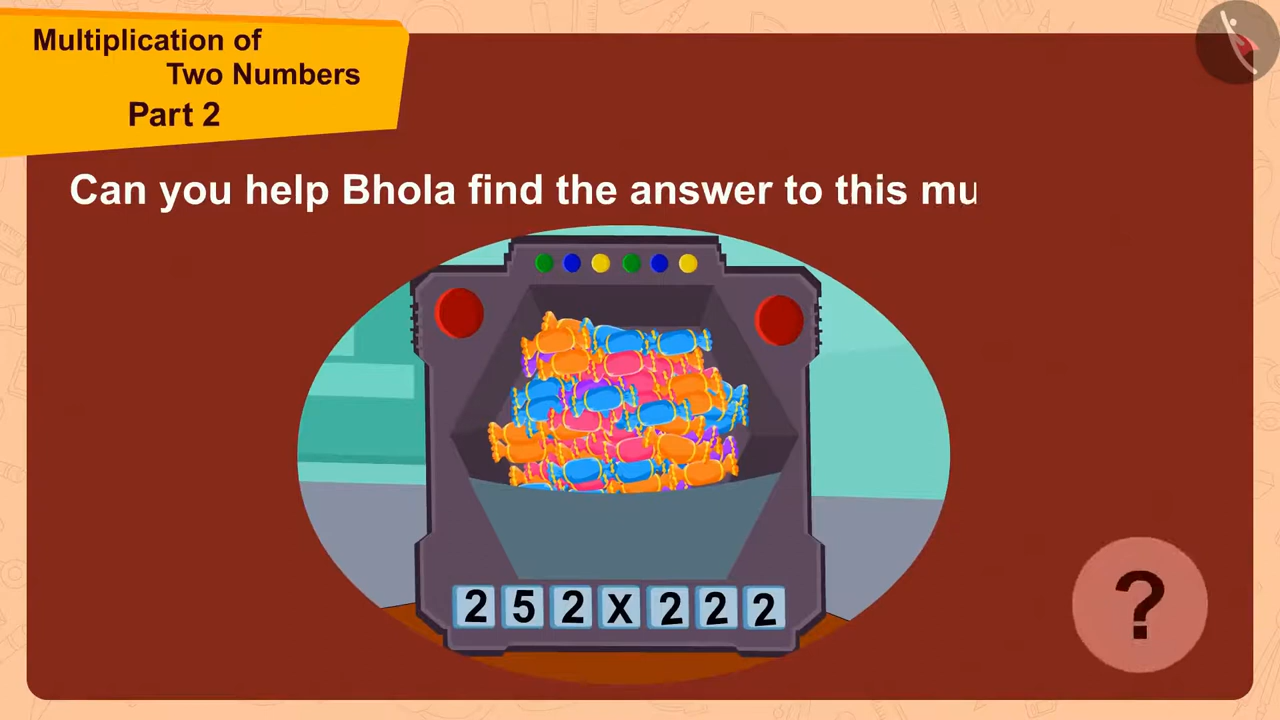 Multiplication of
Two Numbers
Part 2
Can you help Bhola find the answer to this mu
252X222
?